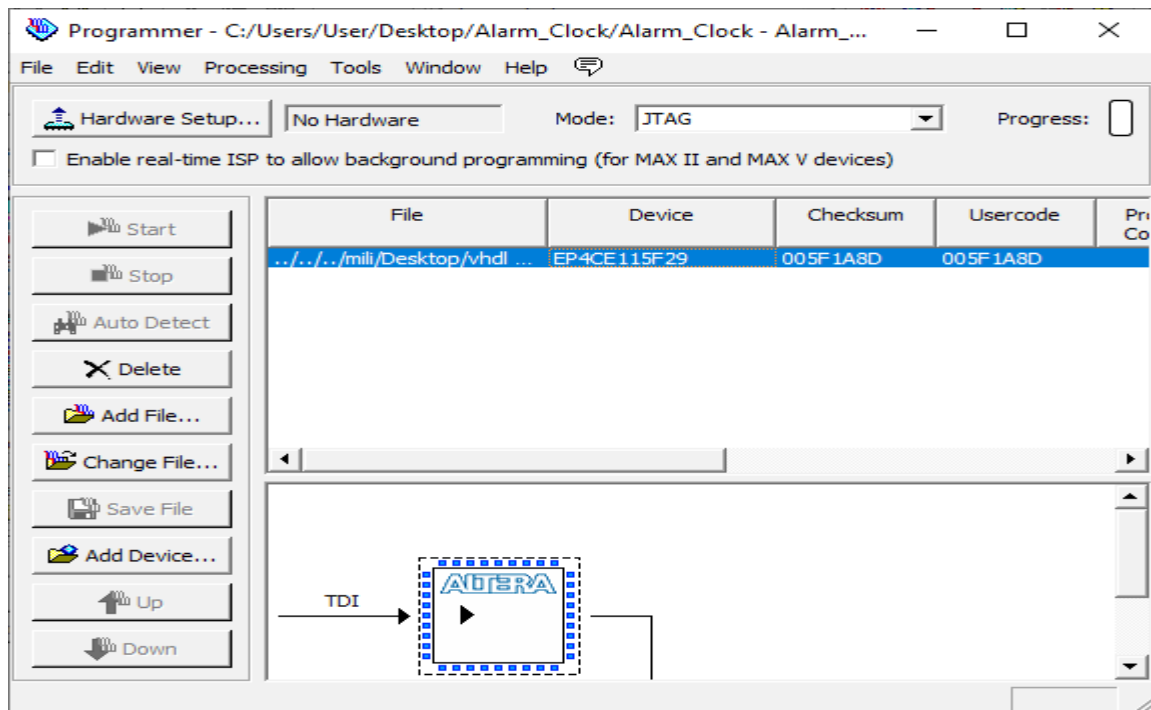 Programmer - C:/Users/User/Desktop/Alarm_Clock/Alarm_Clock - Alarm_...
File Edit View Processing Tools Window Help
Hardware Setup... No Hardware Mode: JTAG Progress:
Enable real-time ISP to allow background programming (for MAX II and MAX V devices)
Start
Stop
Auto Detect
Delete
Add File...
Change File...
Save File
Add Device...
Up
Down
File Device Checksum Usercode Pr
Co
../../../mili/Desktop/vhdl ... EP4CE115F29 005F1A8D 005F1A8D
ALTERA
TDI